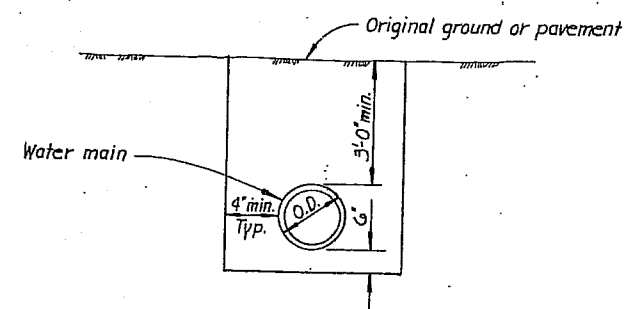 Original ground or pavement
3'-0" min.
Water main
4" min.
Typ.
O.D.
6"